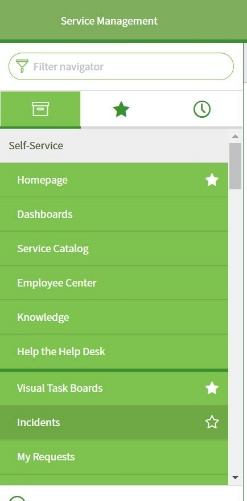 Service Management
Filter navigator
Self-Service
Homepage
Dashboards
Service Catalog
Employee Center
Knowledge
Help the Help Desk
Visual Task Boards
Incidents
My Requests